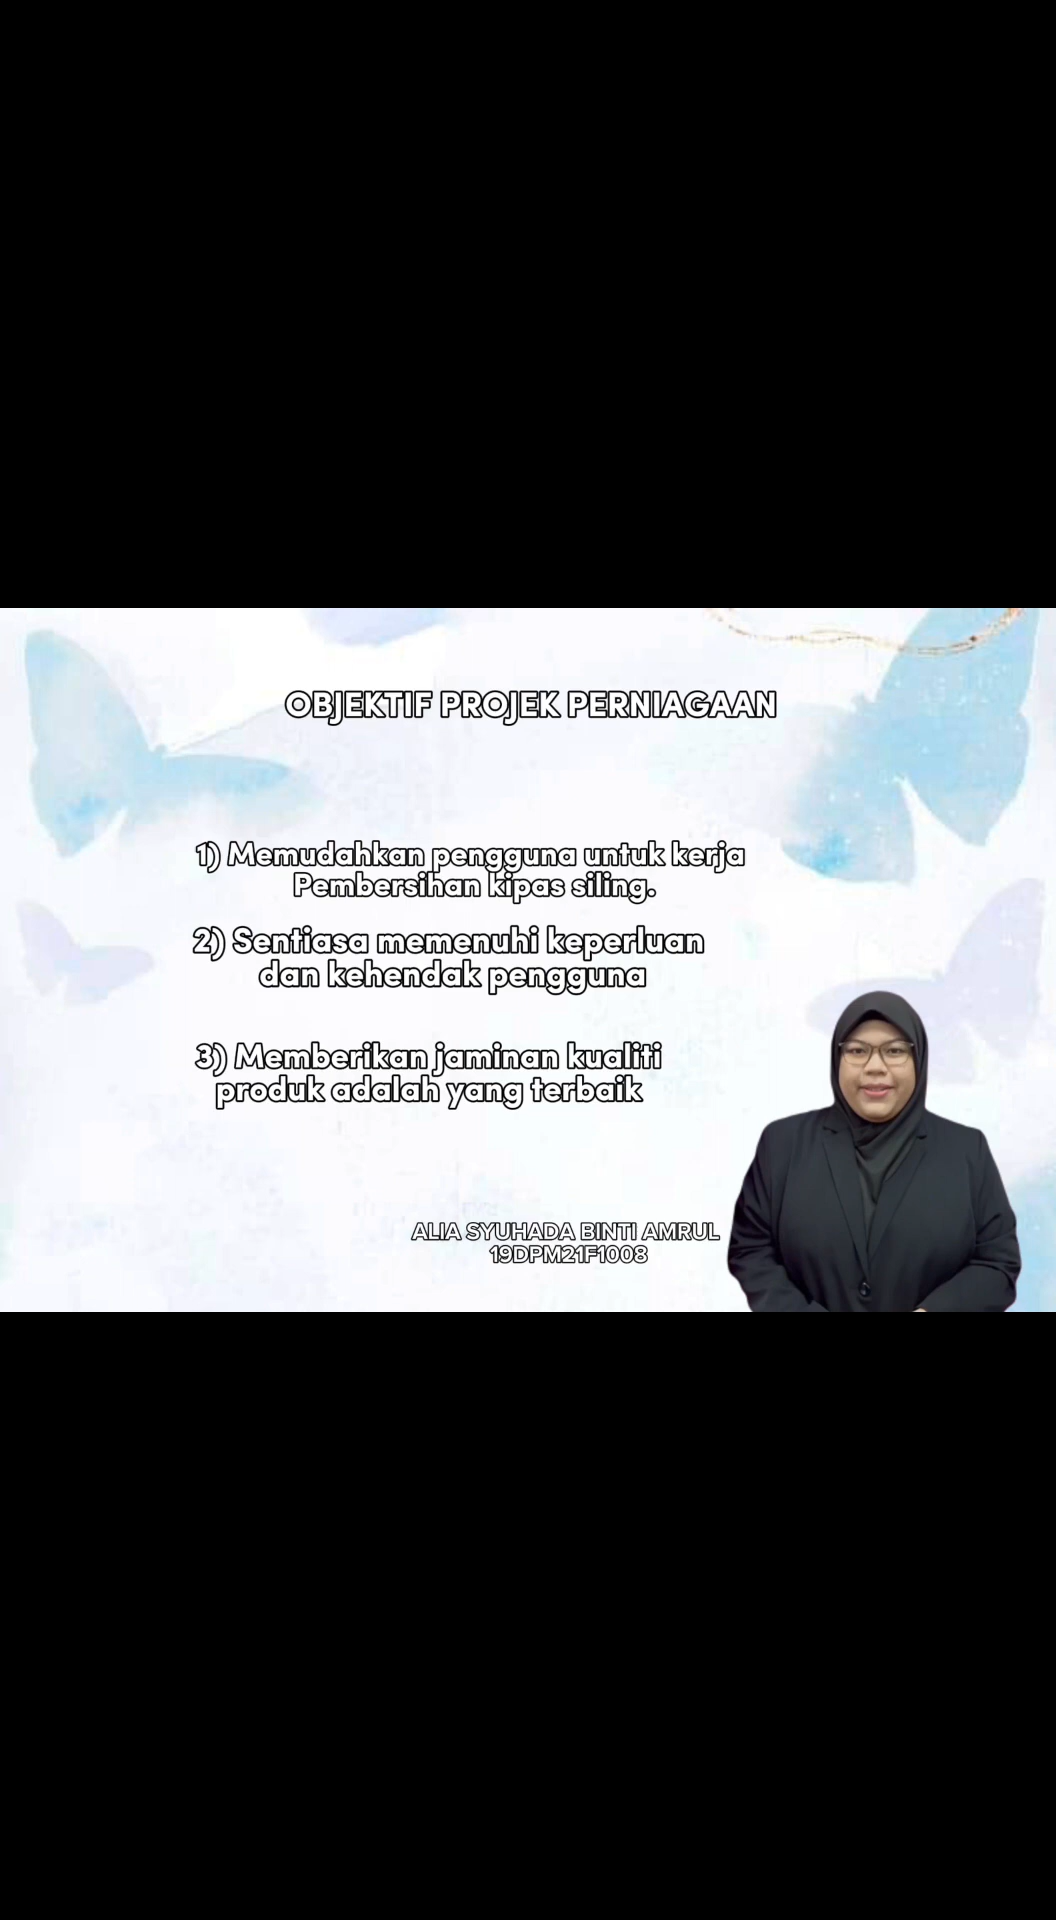 OBJEKTIF PROJEK PERNIAGAAN
1) Memudahkan pengguna untuk kerja
Pembersihan kipas siling.
2) Sentiasa memenuhi keperluan
dan kehendak pengguna
3) Memberikan jaminan kualiti
produk adalah yang terbaik
ALIA SYUHADA BINTI AMRUL
19DPM21F1008